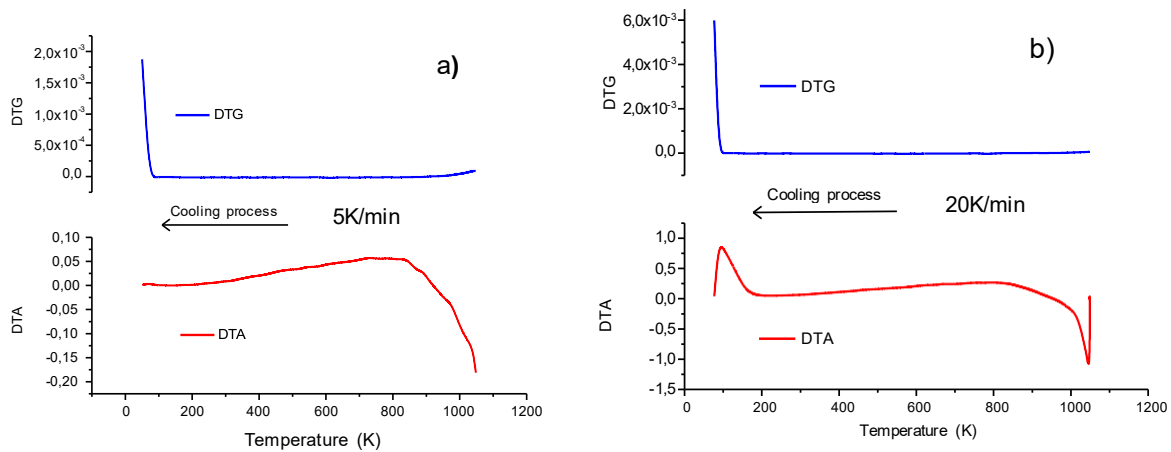 a)
2,0x10-3
1,5x10-3
1,0x10-3
5,0x10-4
0,0
DTG
DTG
Cooling process
5K/min
0,10
0,05
0,00
-0,05
-0,10
-0,15
-0,20
DTA
DTA
0 200 400 600 800 1000 1200
Temperature (K)
b)
6,0x10-3
4,0x10-3
2,0x10-3
0,0
DTG
DTG
Cooling process
20K/min
1,0
0,5
0,0
-0,5
-1,0
-1,5
DTA
DTA
0 200 400 600 800 1000 1200
Temperature (K)